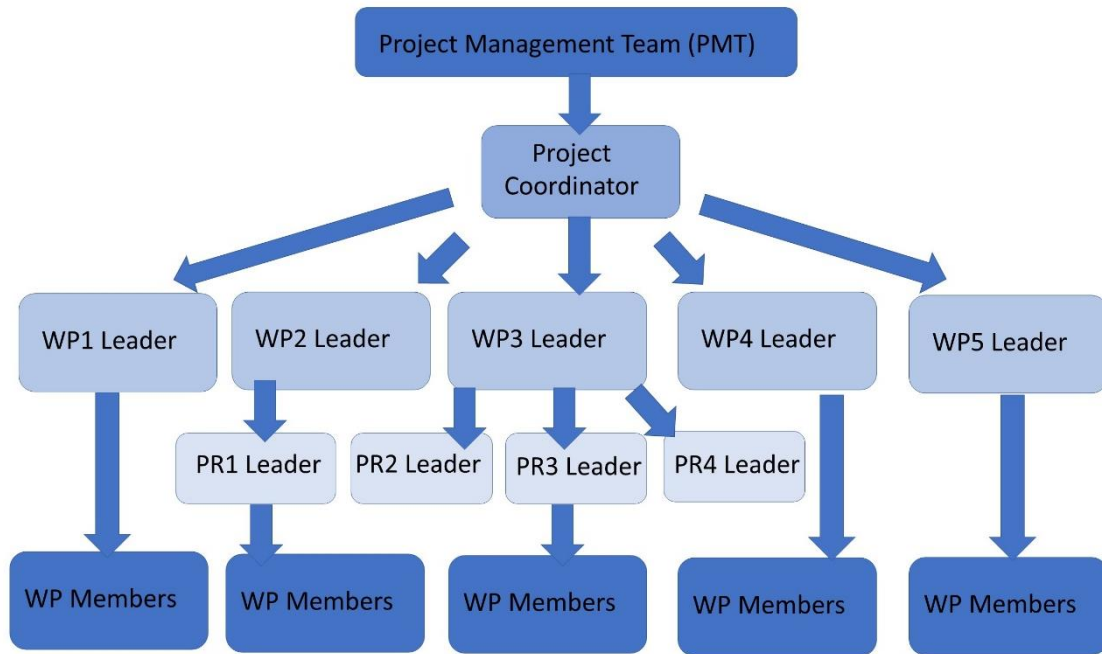 Project Management Team (PMT)
Project
Coordinator
WP1 Leader
WP2 Leader
WP3 Leader
WP4 Leader
WP5 Leader
PR1 Leader
PR2 Leader
PR3 Leader
PR4 Leader
WP Members
WP Members
WP Members
WP Members
WP Members